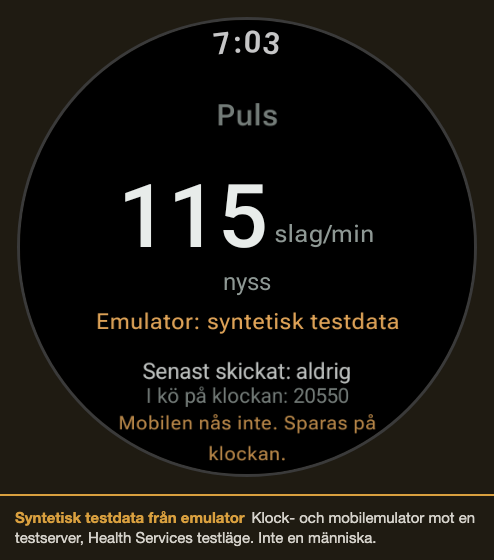 7:03
Puls
115 slag/min
nyss
Emulator: syntetisk testdata
Senast skickat: aldrig
I kö på klockan: 20550
Mobilen nås inte. Sparas på
klockan.
Syntetisk testdata från emulator Klock- och mobilemulator mot en
testserver, Health Services testläge. Inte en människa.